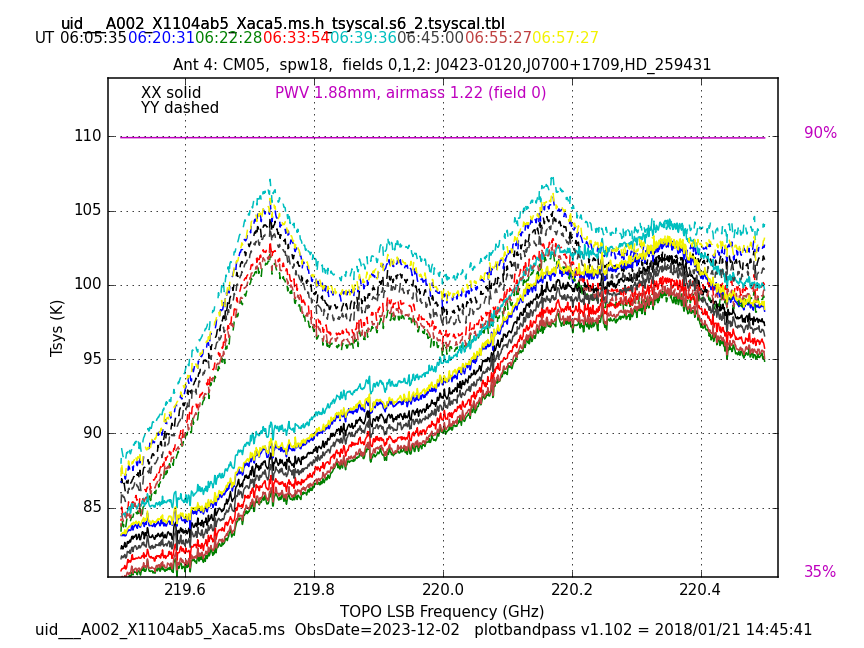 uid___A002_X1104ab5_Xaca5.ms.h_tsyscal.s6_2.tsyscal.tbl
UT 06:05:35 06:20:31 06:22:28 06:33:54 06:39:36 06:45:00 06:55:27 06:57:27
Ant 4: CM05,  spw18,  fields 0,1,2: J0423-0120,J0700+1709,HD_259431
XX solid
PWV 1.88mm, airmass 1.22 (field 0)
YY dashed
110
90%
105
100
Tsys (K)
95
90
85
35%
219.6 219.8 220.0 220.2 220.4
TOPO LSB Frequency (GHz)
uid___A002_X1104ab5_Xaca5.ms  ObsDate=2023-12-02   plotbandpass v1.102 = 2018/01/21 14:45:41